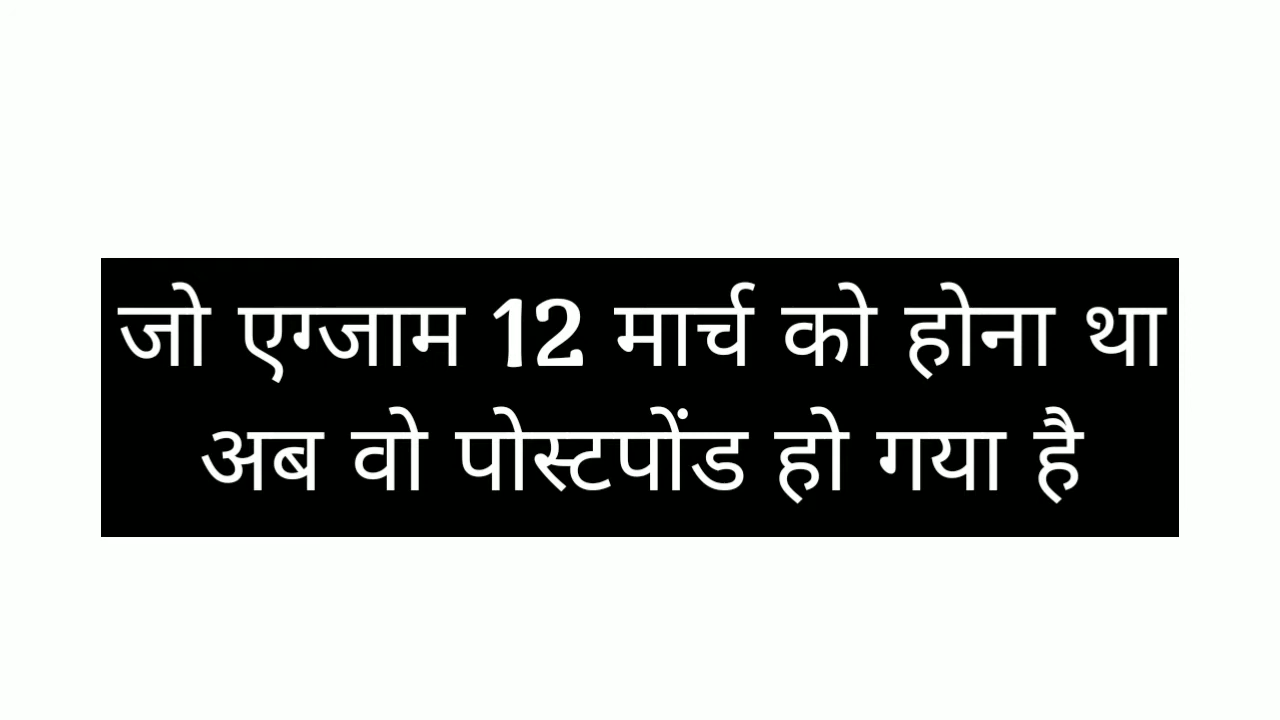 जो एग्जाम 12 मार्च को होना था
अब वो पोस्टपोंड हो गया है